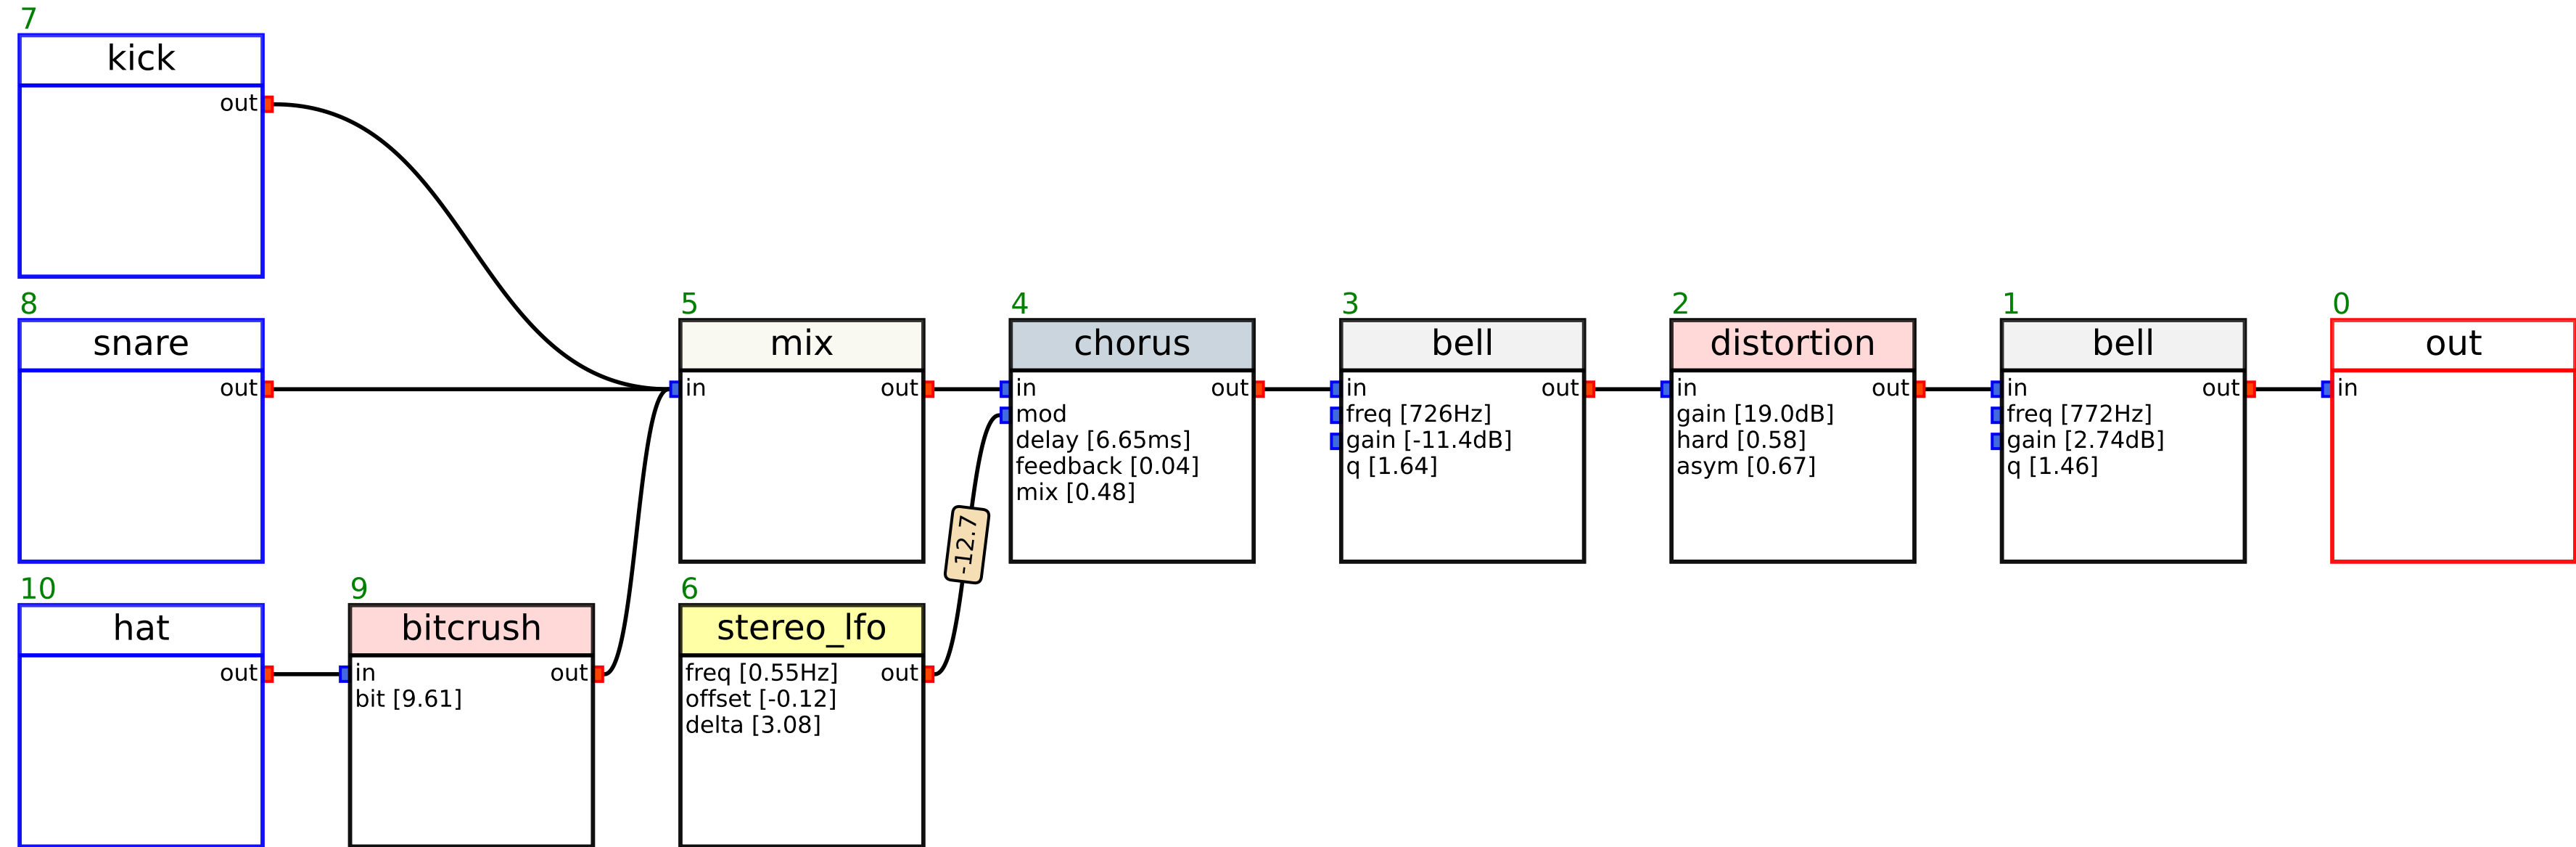 7
kick
out
8
snare
out
10
hat
out
9
bitcrush
in out
bit [9.61]
5
mix
in out
6
stereo_lfo
freq [0.55Hz] out
offset [-0.12]
delta [3.08]
-12.7
4
chorus
in out
mod
delay [6.65ms]
feedback [0.04]
mix [0.48]
3
bell
in out
freq [726Hz]
gain [-11.4dB]
q [1.64]
2
distortion
in out
gain [19.0dB]
hard [0.58]
asym [0.67]
1
bell
in out
freq [772Hz]
gain [2.74dB]
q [1.46]
0
out
in